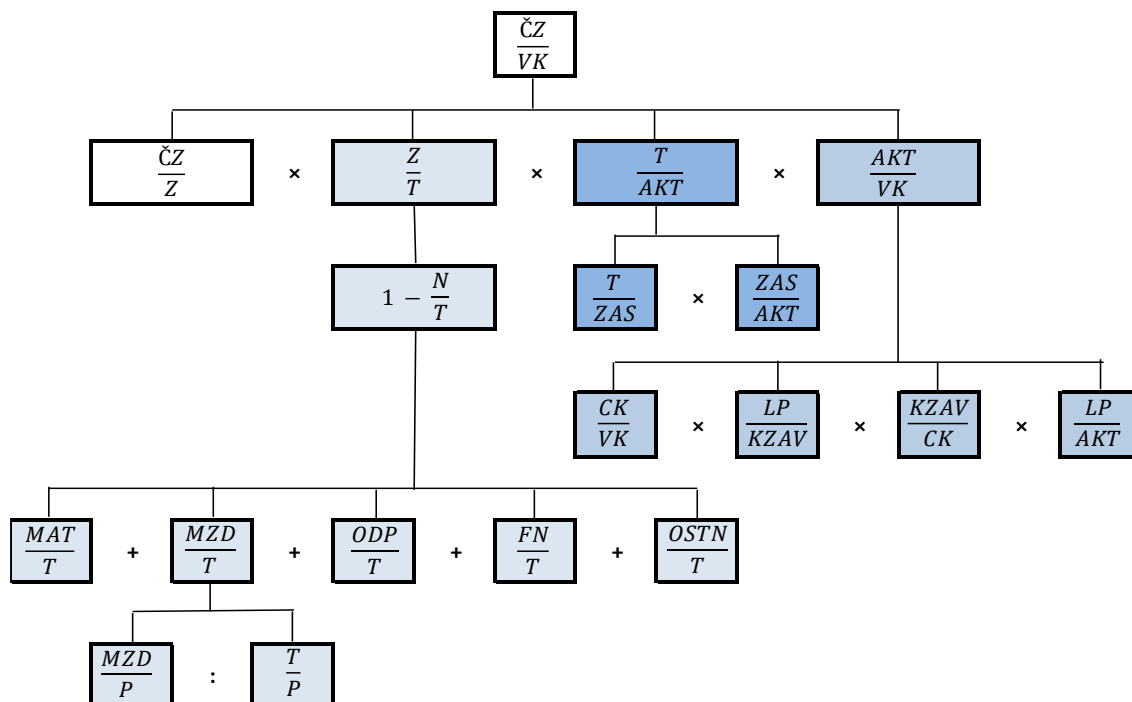 ČZ/VK
ČZ/Z × Z/T × T/AKT × AKT/VK
1 − N/T
T/ZAS × ZAS/AKT
CK/VK × LP/KZAV × KZAV/CK × LP/AKT
MAT/T + MZD/T + ODP/T + FN/T + OSTN/T
MZD/P : T/P